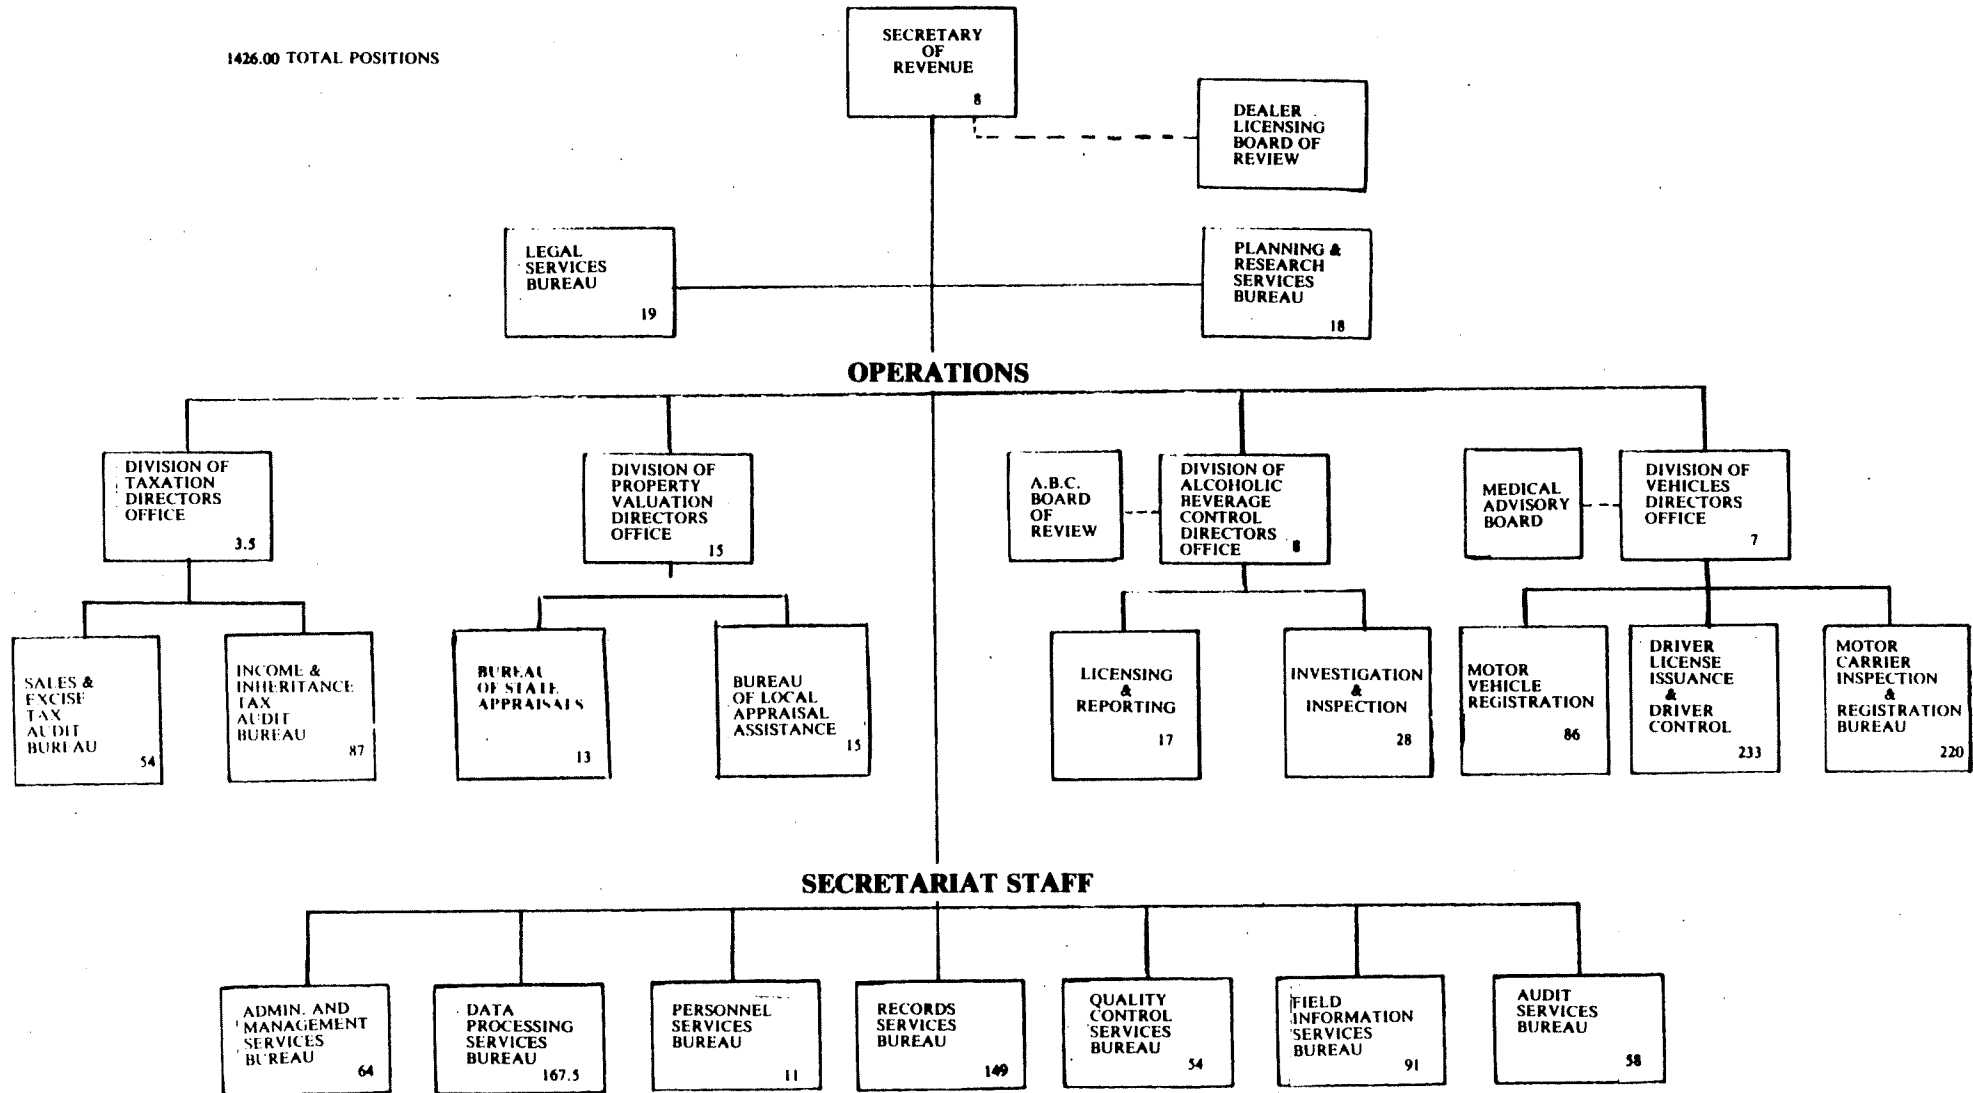 1426.00 TOTAL POSITIONS
SECRETARY
OF
REVENUE
8
DEALER
LICENSING
BOARD OF
REVIEW
LEGAL
SERVICES
BUREAU
19
PLANNING &
RESEARCH
SERVICES
BUREAU
18
OPERATIONS
DIVISION OF
TAXATION
DIRECTORS
OFFICE
3.5
DIVISION OF
PROPERTY
VALUATION
DIRECTORS
OFFICE
15
A.B.C.
BOARD
OF
REVIEW
DIVISION OF
ALCOHOLIC
BEVERAGE
CONTROL
DIRECTORS
OFFICE 8
MEDICAL
ADVISORY
BOARD
DIVISION OF
VEHICLES
DIRECTORS
OFFICE
7
SALES &
EXCISE
TAX
AUDIT
BUREAU
54
INCOME &
INHERITANCE
TAX
AUDIT
BUREAU
87
BUREAU
OF STATE
APPRAISALS
13
BUREAU
OF LOCAL
APPRAISAL
ASSISTANCE
15
LICENSING
&
REPORTING
17
INVESTIGATION
&
INSPECTION
28
MOTOR
VEHICLE
REGISTRATION
86
DRIVER
LICENSE
ISSUANCE
&
DRIVER
CONTROL
233
MOTOR
CARRIER
INSPECTION
&
REGISTRATION
BUREAU
220
SECRETARIAT STAFF
ADMIN. AND
MANAGEMENT
SERVICES
BUREAU
64
DATA
PROCESSING
SERVICES
BUREAU
167.5
PERSONNEL
SERVICES
BUREAU
11
RECORDS
SERVICES
BUREAU
149
QUALITY
CONTROL
SERVICES
BUREAU
54
FIELD
INFORMATION
SERVICES
BUREAU
91
AUDIT
SERVICES
BUREAU
58